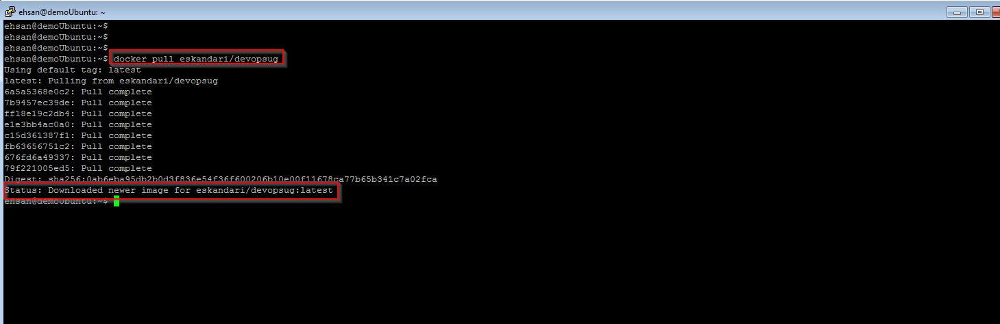 ehsan@demoUbuntu: ~
ehsan@demoUbuntu:~$
ehsan@demoUbuntu:~$
ehsan@demoUbuntu:~$
ehsan@demoUbuntu:~$ docker pull eskandari/devopsug
Using default tag: latest
latest: Pulling from eskandari/devopsug
6a5a5368e0c2: Pull complete
7b9457ec39de: Pull complete
ff18e19c2db4: Pull complete
e1e3bb4ac0a0: Pull complete
c15d361387f1: Pull complete
fb63656751c2: Pull complete
676fd6a49337: Pull complete
79f221005ed5: Pull complete
Digest: sha256:0ab6eba95db2b0d3f836e54f36f600206b10e00f11678ca77b65b341c7a02fca
Status: Downloaded newer image for eskandari/devopsug:latest
ehsan@demoUbuntu:~$